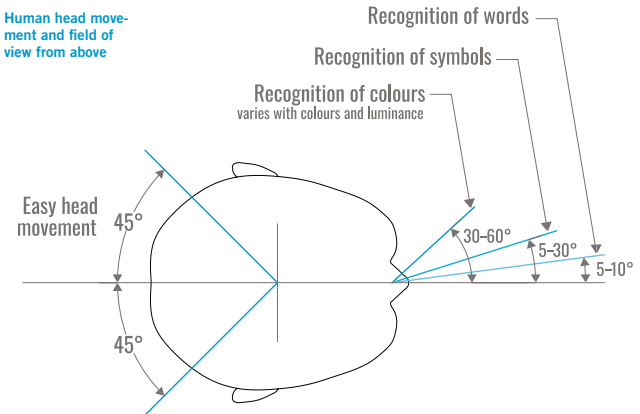 Human head move-
ment and field of
view from above
Recognition of words
Recognition of symbols
Recognition of colours
varies with colours and luminance
Easy head
movement
45°
45°
30–60°
5–30°
5–10°